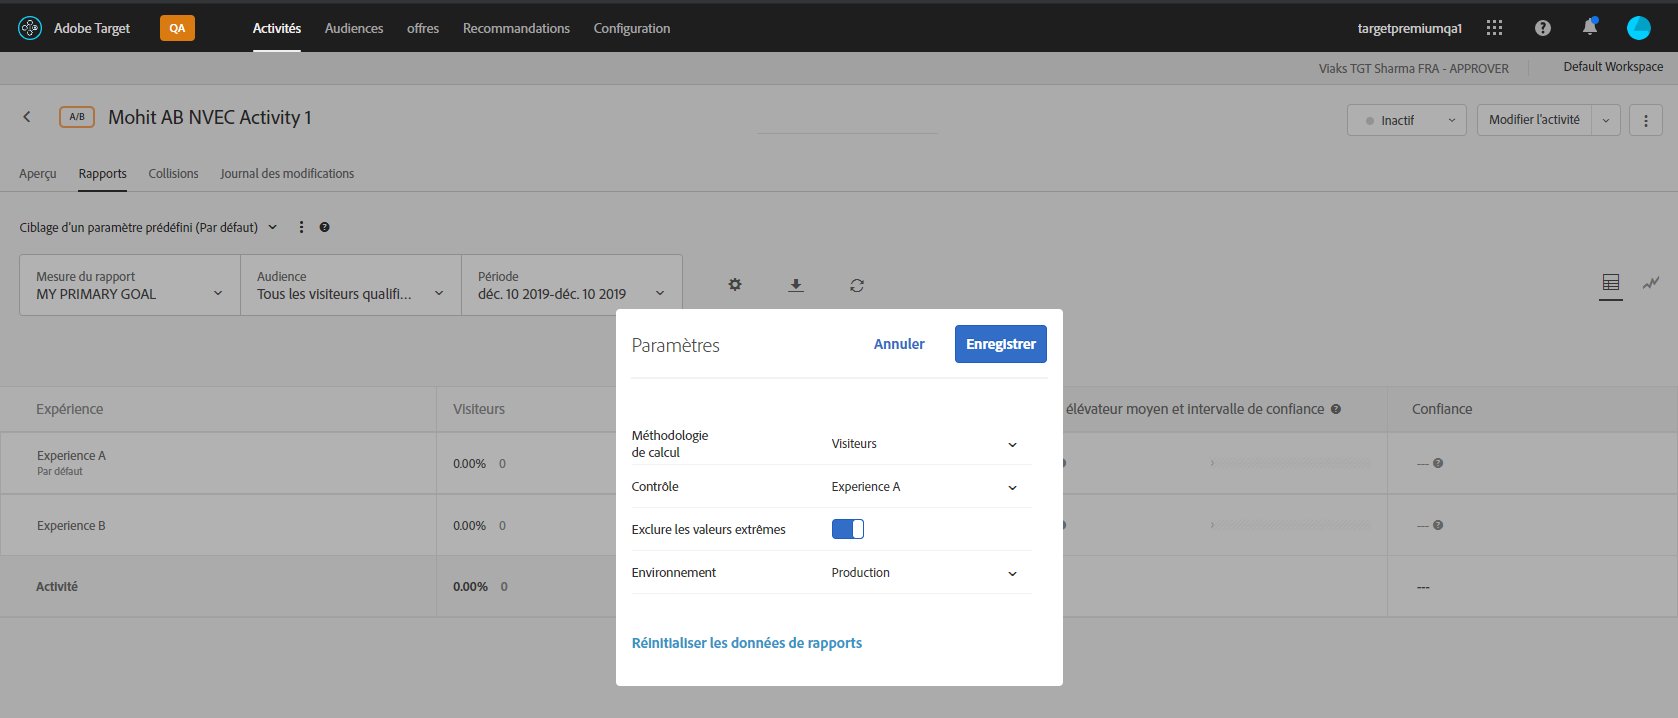 Adobe Target
QA
Activités
Audiences
offres
Recommandations
Configuration
targetpremiumqa1
Viaks TGT Sharma FRA - APPROVER
Default Workspace
A/B
Mohit AB NVEC Activity 1
Inactif
Modifier l'activité
Aperçu
Rapports
Collisions
Journal des modifications
Ciblage d'un paramètre prédéfini (Par défaut)
Mesure du rapport
MY PRIMARY GOAL
Audience
Tous les visiteurs qualifi...
Période
déc. 10 2019-déc. 10 2019
Paramètres
Annuler
Enregistrer
Méthodologie
de calcul
Visiteurs
Contrôle
Experience A
Exclure les valeurs extrêmes
Environnement
Production
Réinitialiser les données de rapports
Expérience
Visiteurs
élévateur moyen et intervalle de confiance
Confiance
Experience A
Par défaut
0.00% 0
---
Experience B
0.00% 0
---
Activité
0.00% 0
---